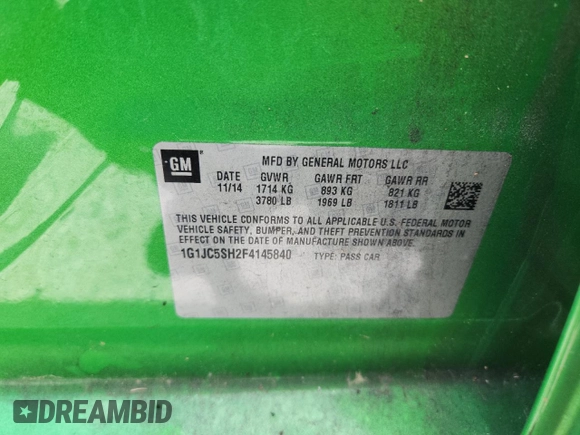 GM
MFD BY GENERAL MOTORS LLC
DATE GVWR GAWR FRT GAWR RR
11/14 1714 KG 893 KG 821 KG
3780 LB 1969 LB 1811 LB
THIS VEHICLE CONFORMS TO ALL APPLICABLE U.S. FEDERAL MOTOR
VEHICLE SAFETY, BUMPER, AND THEFT PREVENTION STANDARDS IN
EFFECT ON THE DATE OF MANUFACTURE SHOWN ABOVE.
1G1JC5SH2F4145840 TYPE: PASS CAR
DREAMBID